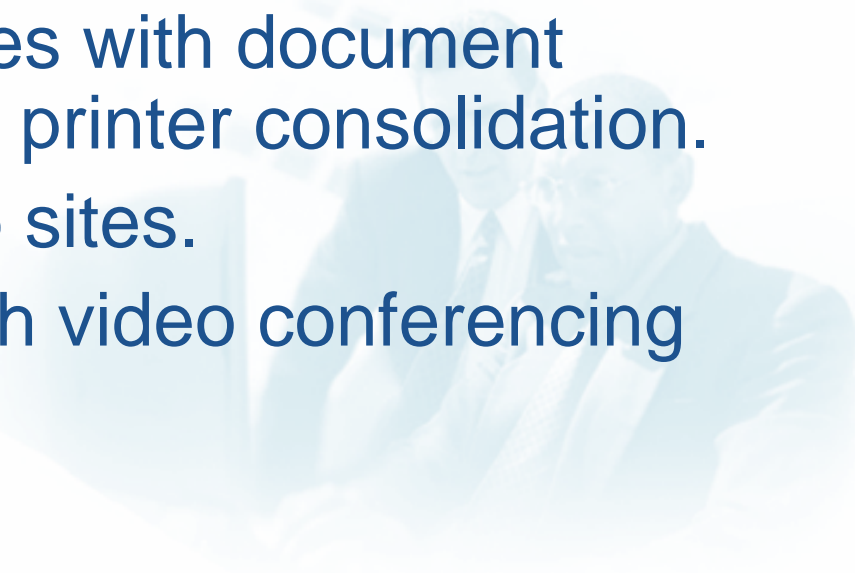 es with document
printer consolidation.
sites.
h video conferencing